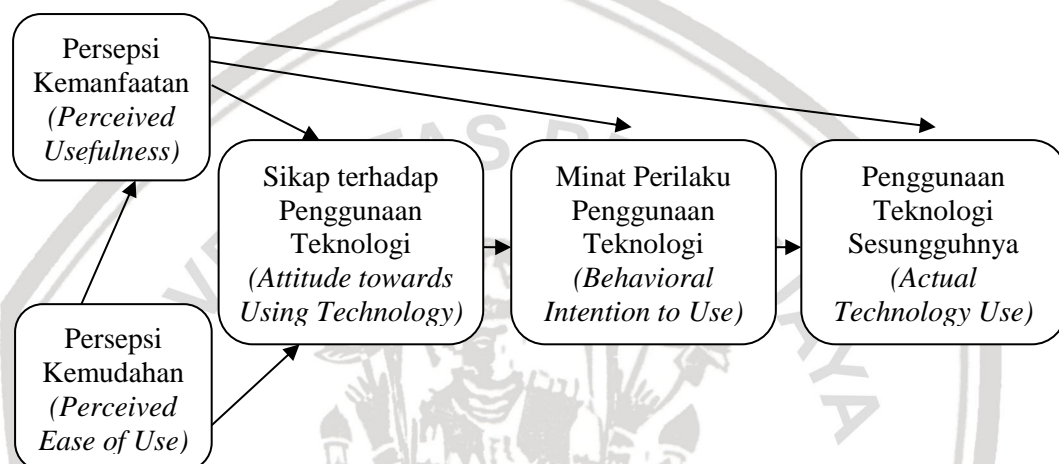 Persepsi
Kemanfaatan
(Perceived
Usefulness)
Sikap terhadap
Penggunaan
Teknologi
(Attitude towards
Using Technology)
Minat Perilaku
Penggunaan
Teknologi
(Behavioral
Intention to Use)
Penggunaan
Teknologi
Sesungguhnya
(Actual
Technology Use)
Persepsi
Kemudahan
(Perceived
Ease of Use)